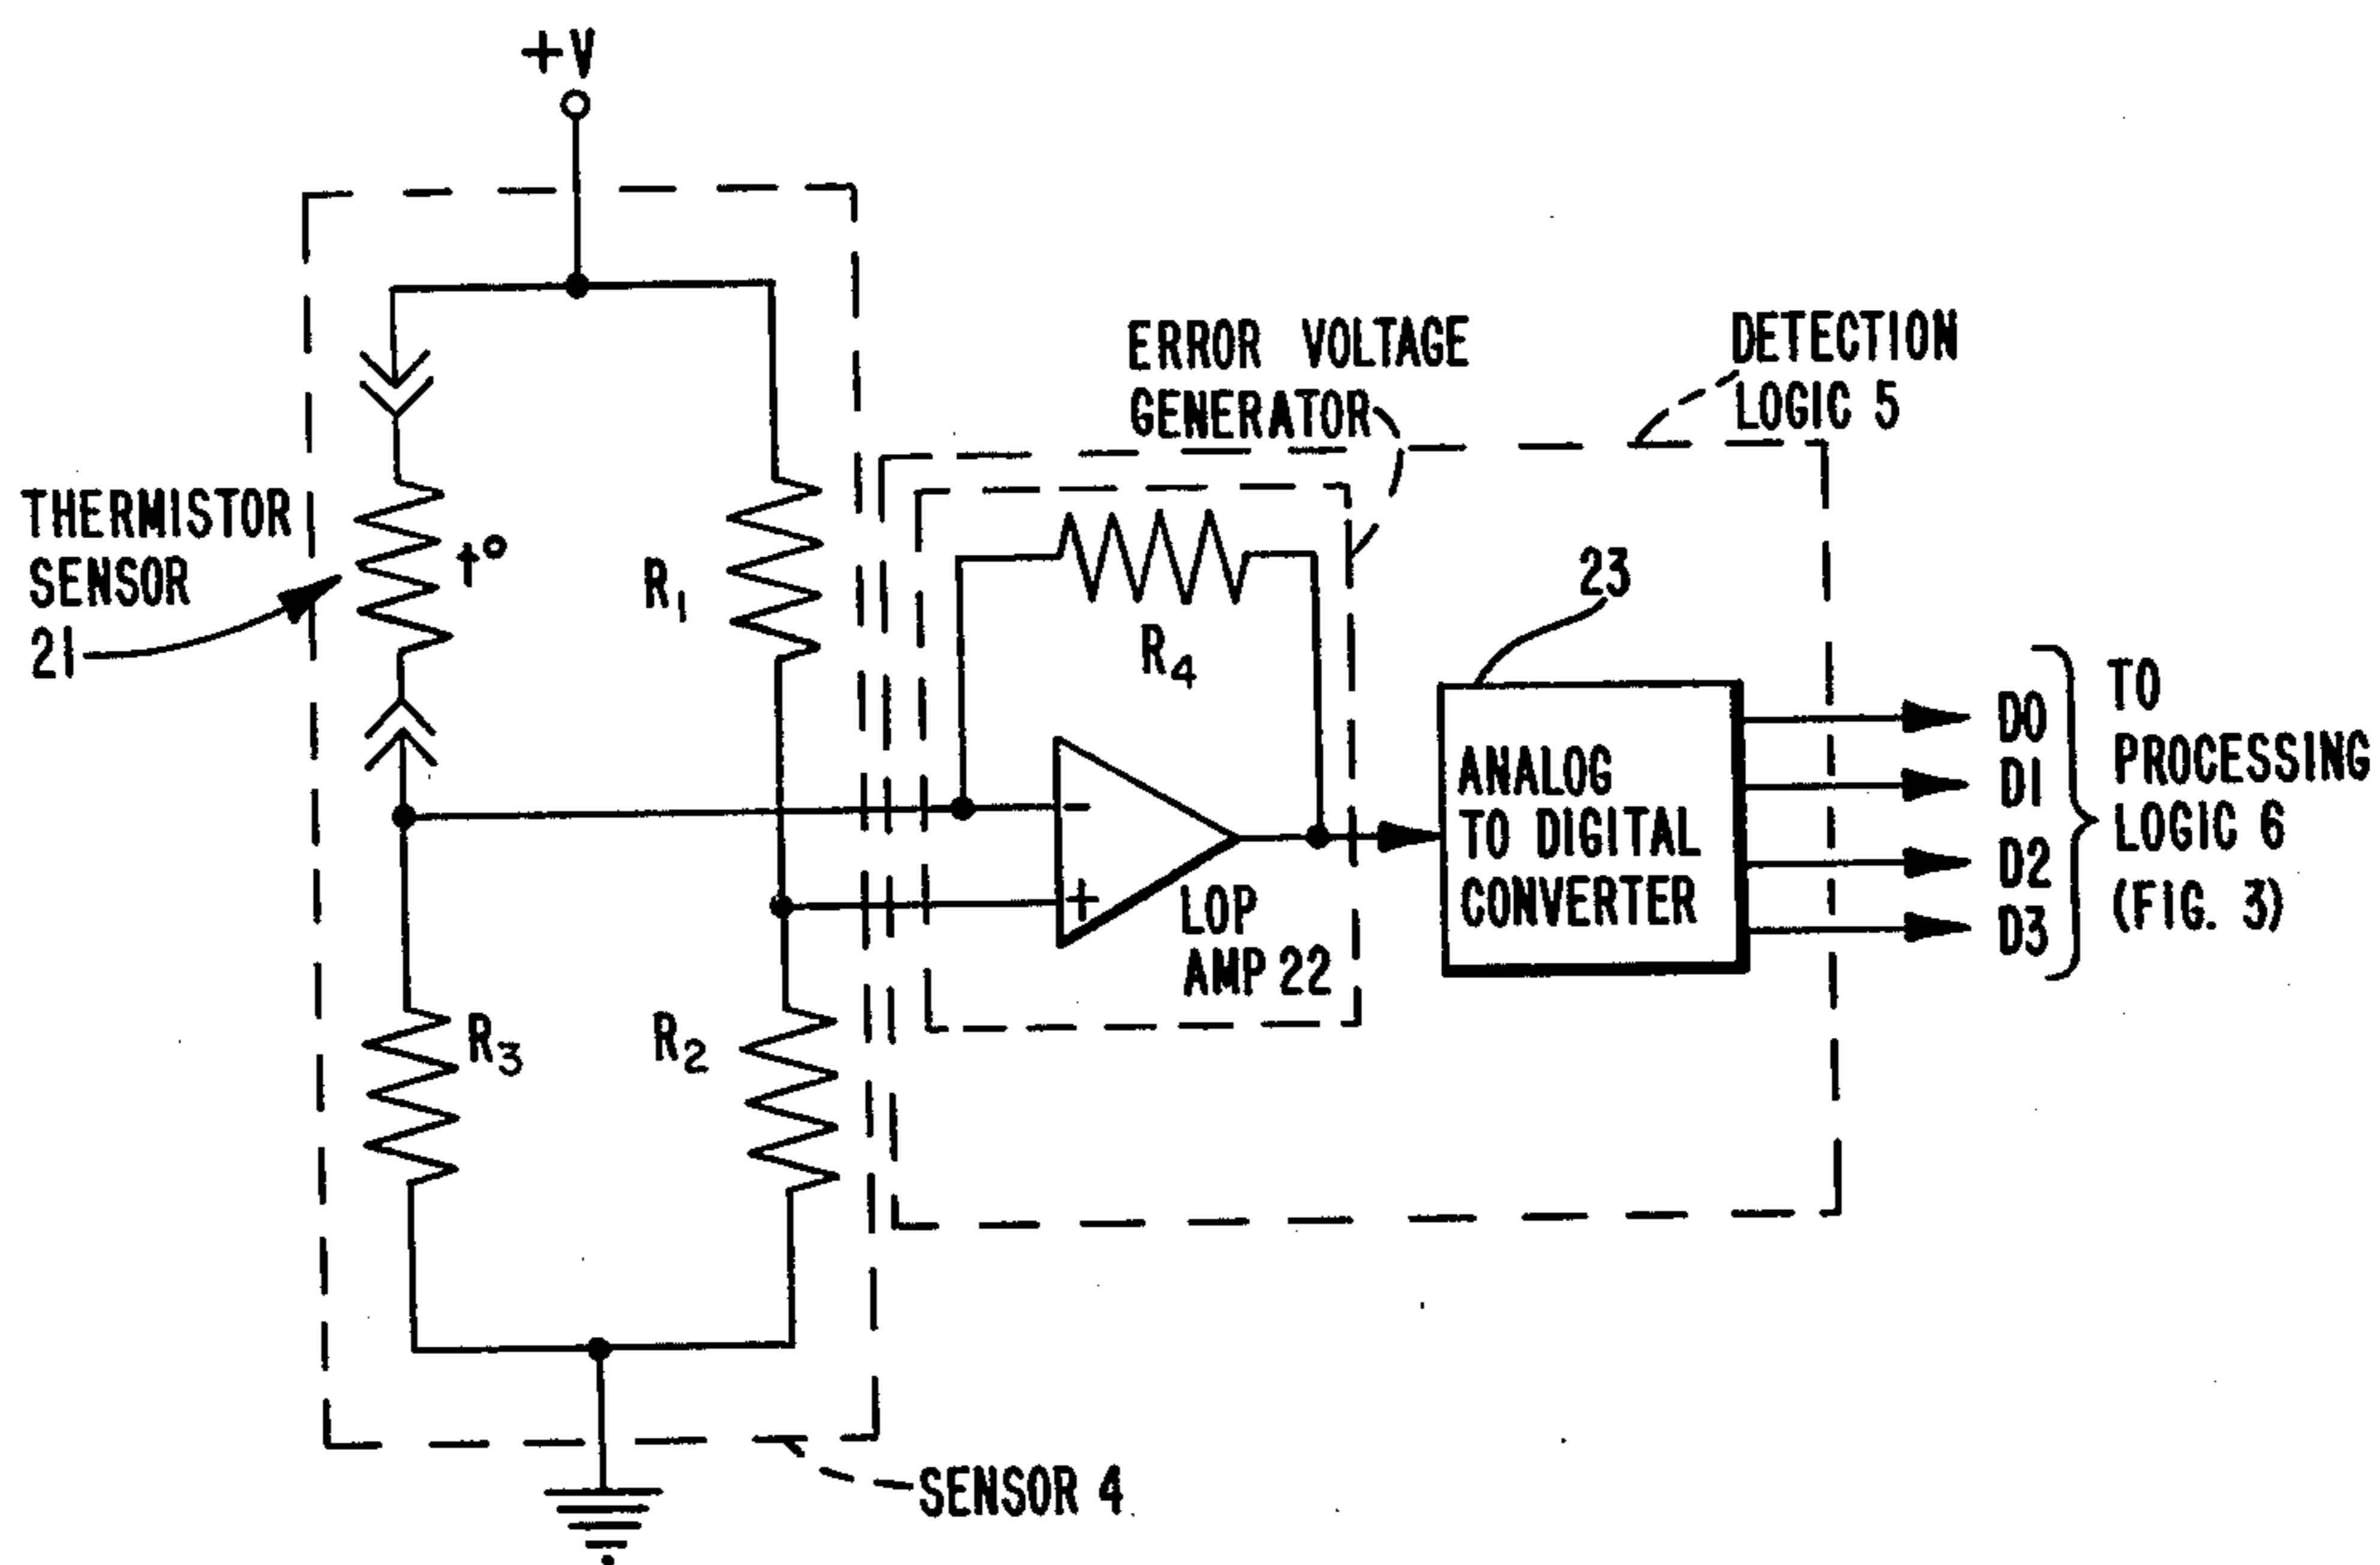 +V
ERROR VOLTAGE
GENERATOR
DETECTION
LOGIC 5
THERMISTOR
SENSOR
21
t°
R1
R4
23
ANALOG
TO DIGITAL
CONVERTER
D0
D1
D2
D3
TO
PROCESSING
LOGIC 6
(FIG. 3)
−
+
LOP
AMP 22
R3
R2
SENSOR 4